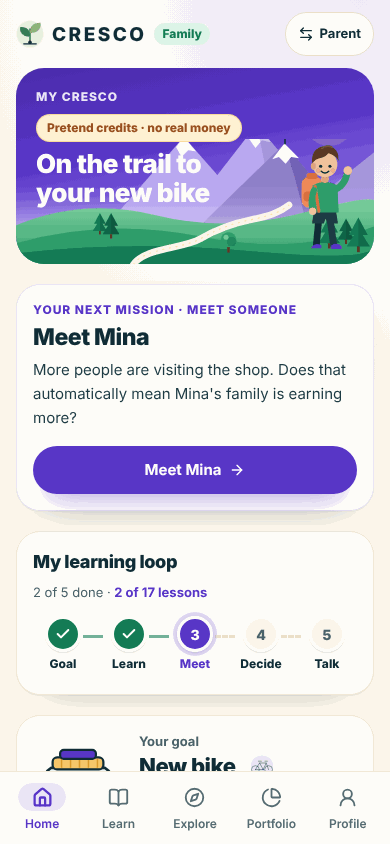 CRESCO Family Parent
MY CRESCO
Pretend credits · no real money
On the trail to
your new bike
YOUR NEXT MISSION · MEET SOMEONE
Meet Mina
More people are visiting the shop. Does that
automatically mean Mina's family is earning
more?
Meet Mina
My learning loop
2 of 5 done · 2 of 17 lessons
3 4 5
Goal Learn Meet Decide Talk
Your goal
New bike
Home Learn Explore Portfolio Profile